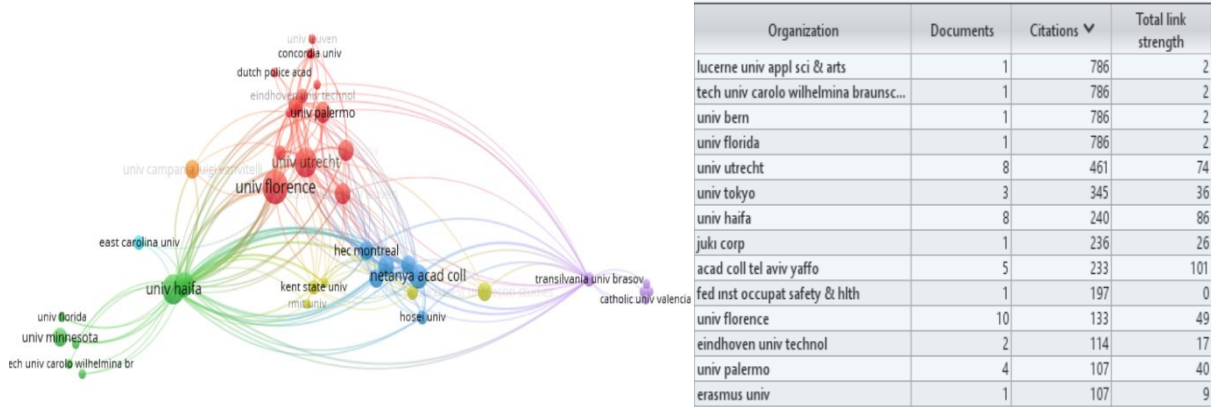 univ leuven
concordia univ
dutch police acad
eindhoven univ technol
univ palermo
univ utrecht
univ campania luigi vanvitelli
univ florence
east carolina univ
hec montreal
netanya acad coll
transilvania univ brasov
univ haifa
kent state univ
catholic univ valencia
rmit univ
hosei univ
univ florida
univ minnesota
ech univ carolo wilhelmina br
Organization Documents Citations Total link strength
lucerne univ appl sci & arts 1 786 2
tech univ carolo wilhelmina braunsc... 1 786 2
univ bern 1 786 2
univ florida 1 786 2
univ utrecht 8 461 74
univ tokyo 3 345 36
univ haifa 8 240 86
juki corp 1 236 26
acad coll tel aviv yaffo 5 233 101
fed inst occupat safety & hlth 1 197 0
univ florence 10 133 49
eindhoven univ technol 2 114 17
univ palermo 4 107 40
erasmus univ 1 107 9